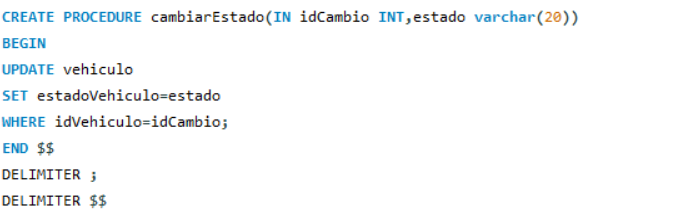 CREATE PROCEDURE cambiarEstado(IN idCambio INT,estado varchar(20))
BEGIN
UPDATE vehiculo
SET estadoVehiculo=estado
WHERE idVehiculo=idCambio;
END $$
DELIMITER ;
DELIMITER $$